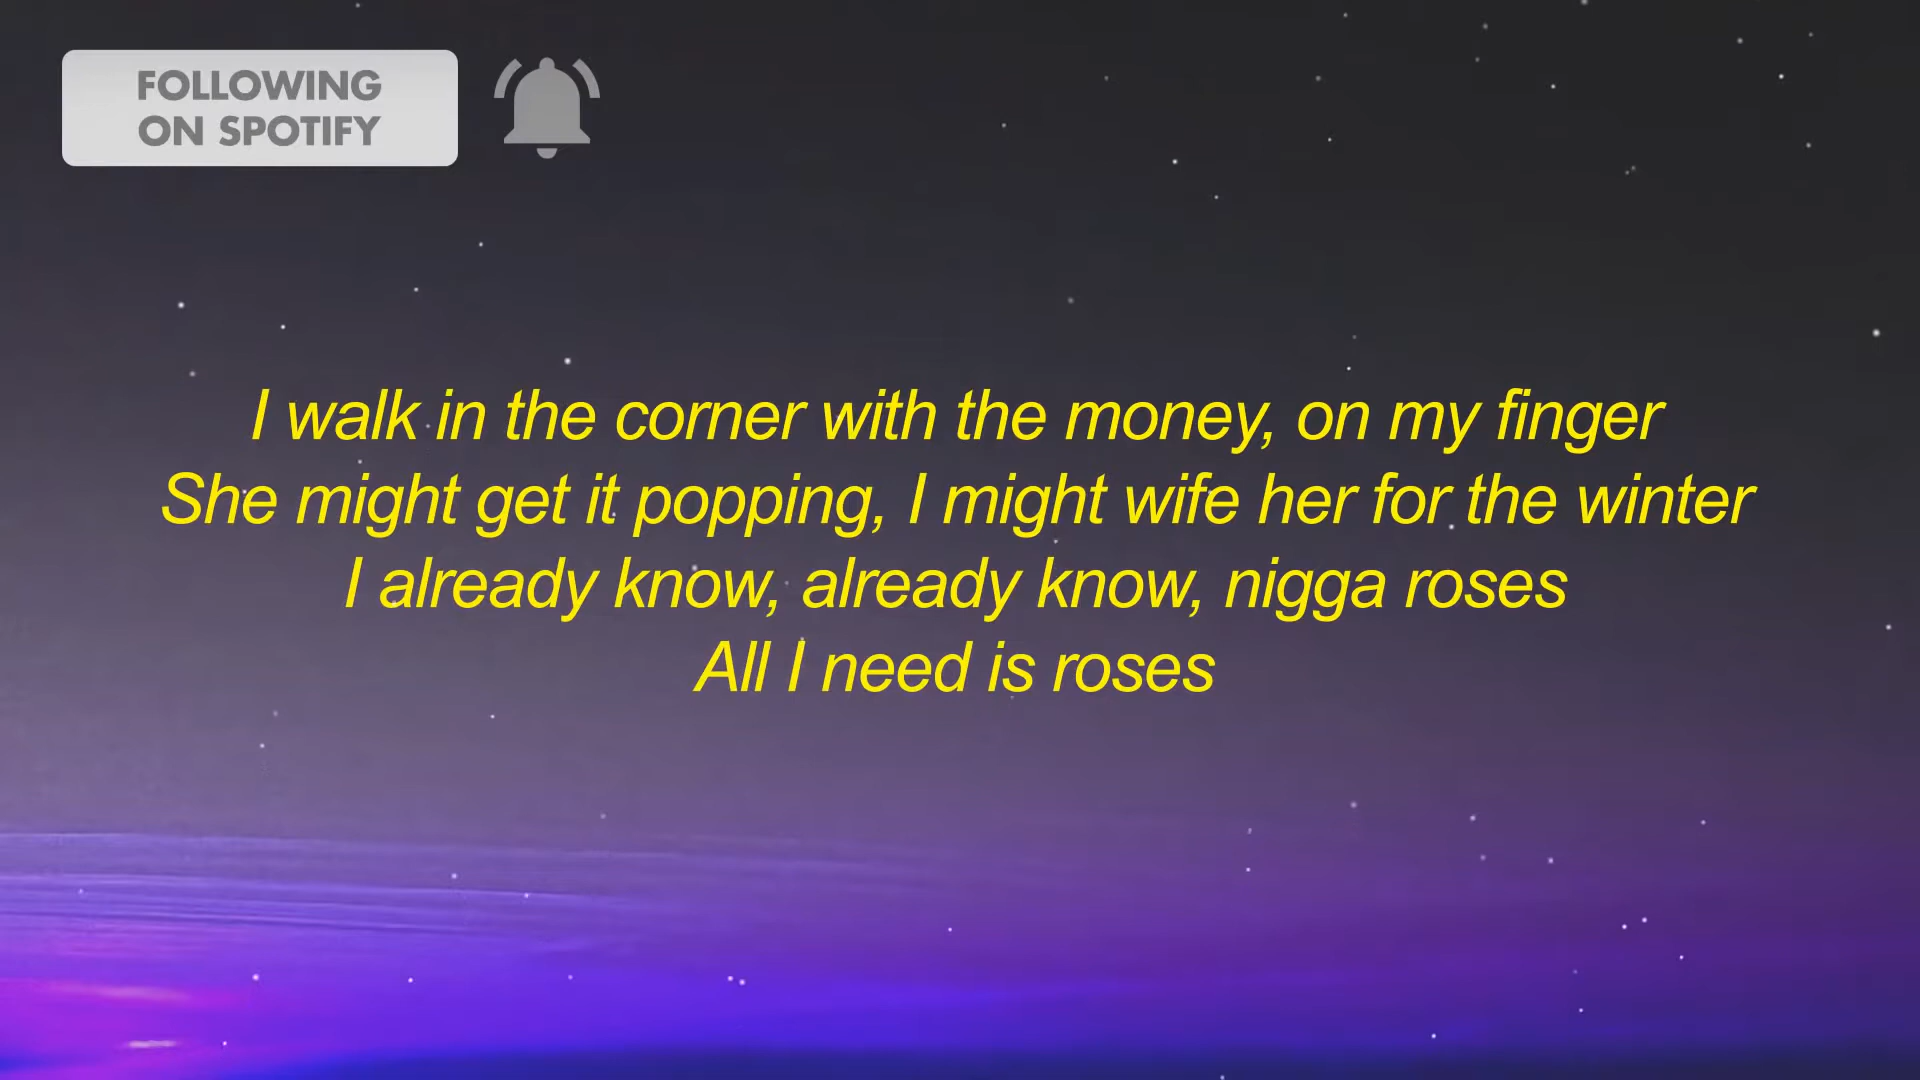 FOLLOWING
ON SPOTIFY
I walk in the corner with the money, on my finger
She might get it popping, I might wife her for the winter
I already know, already know, nigga roses
All I need is roses